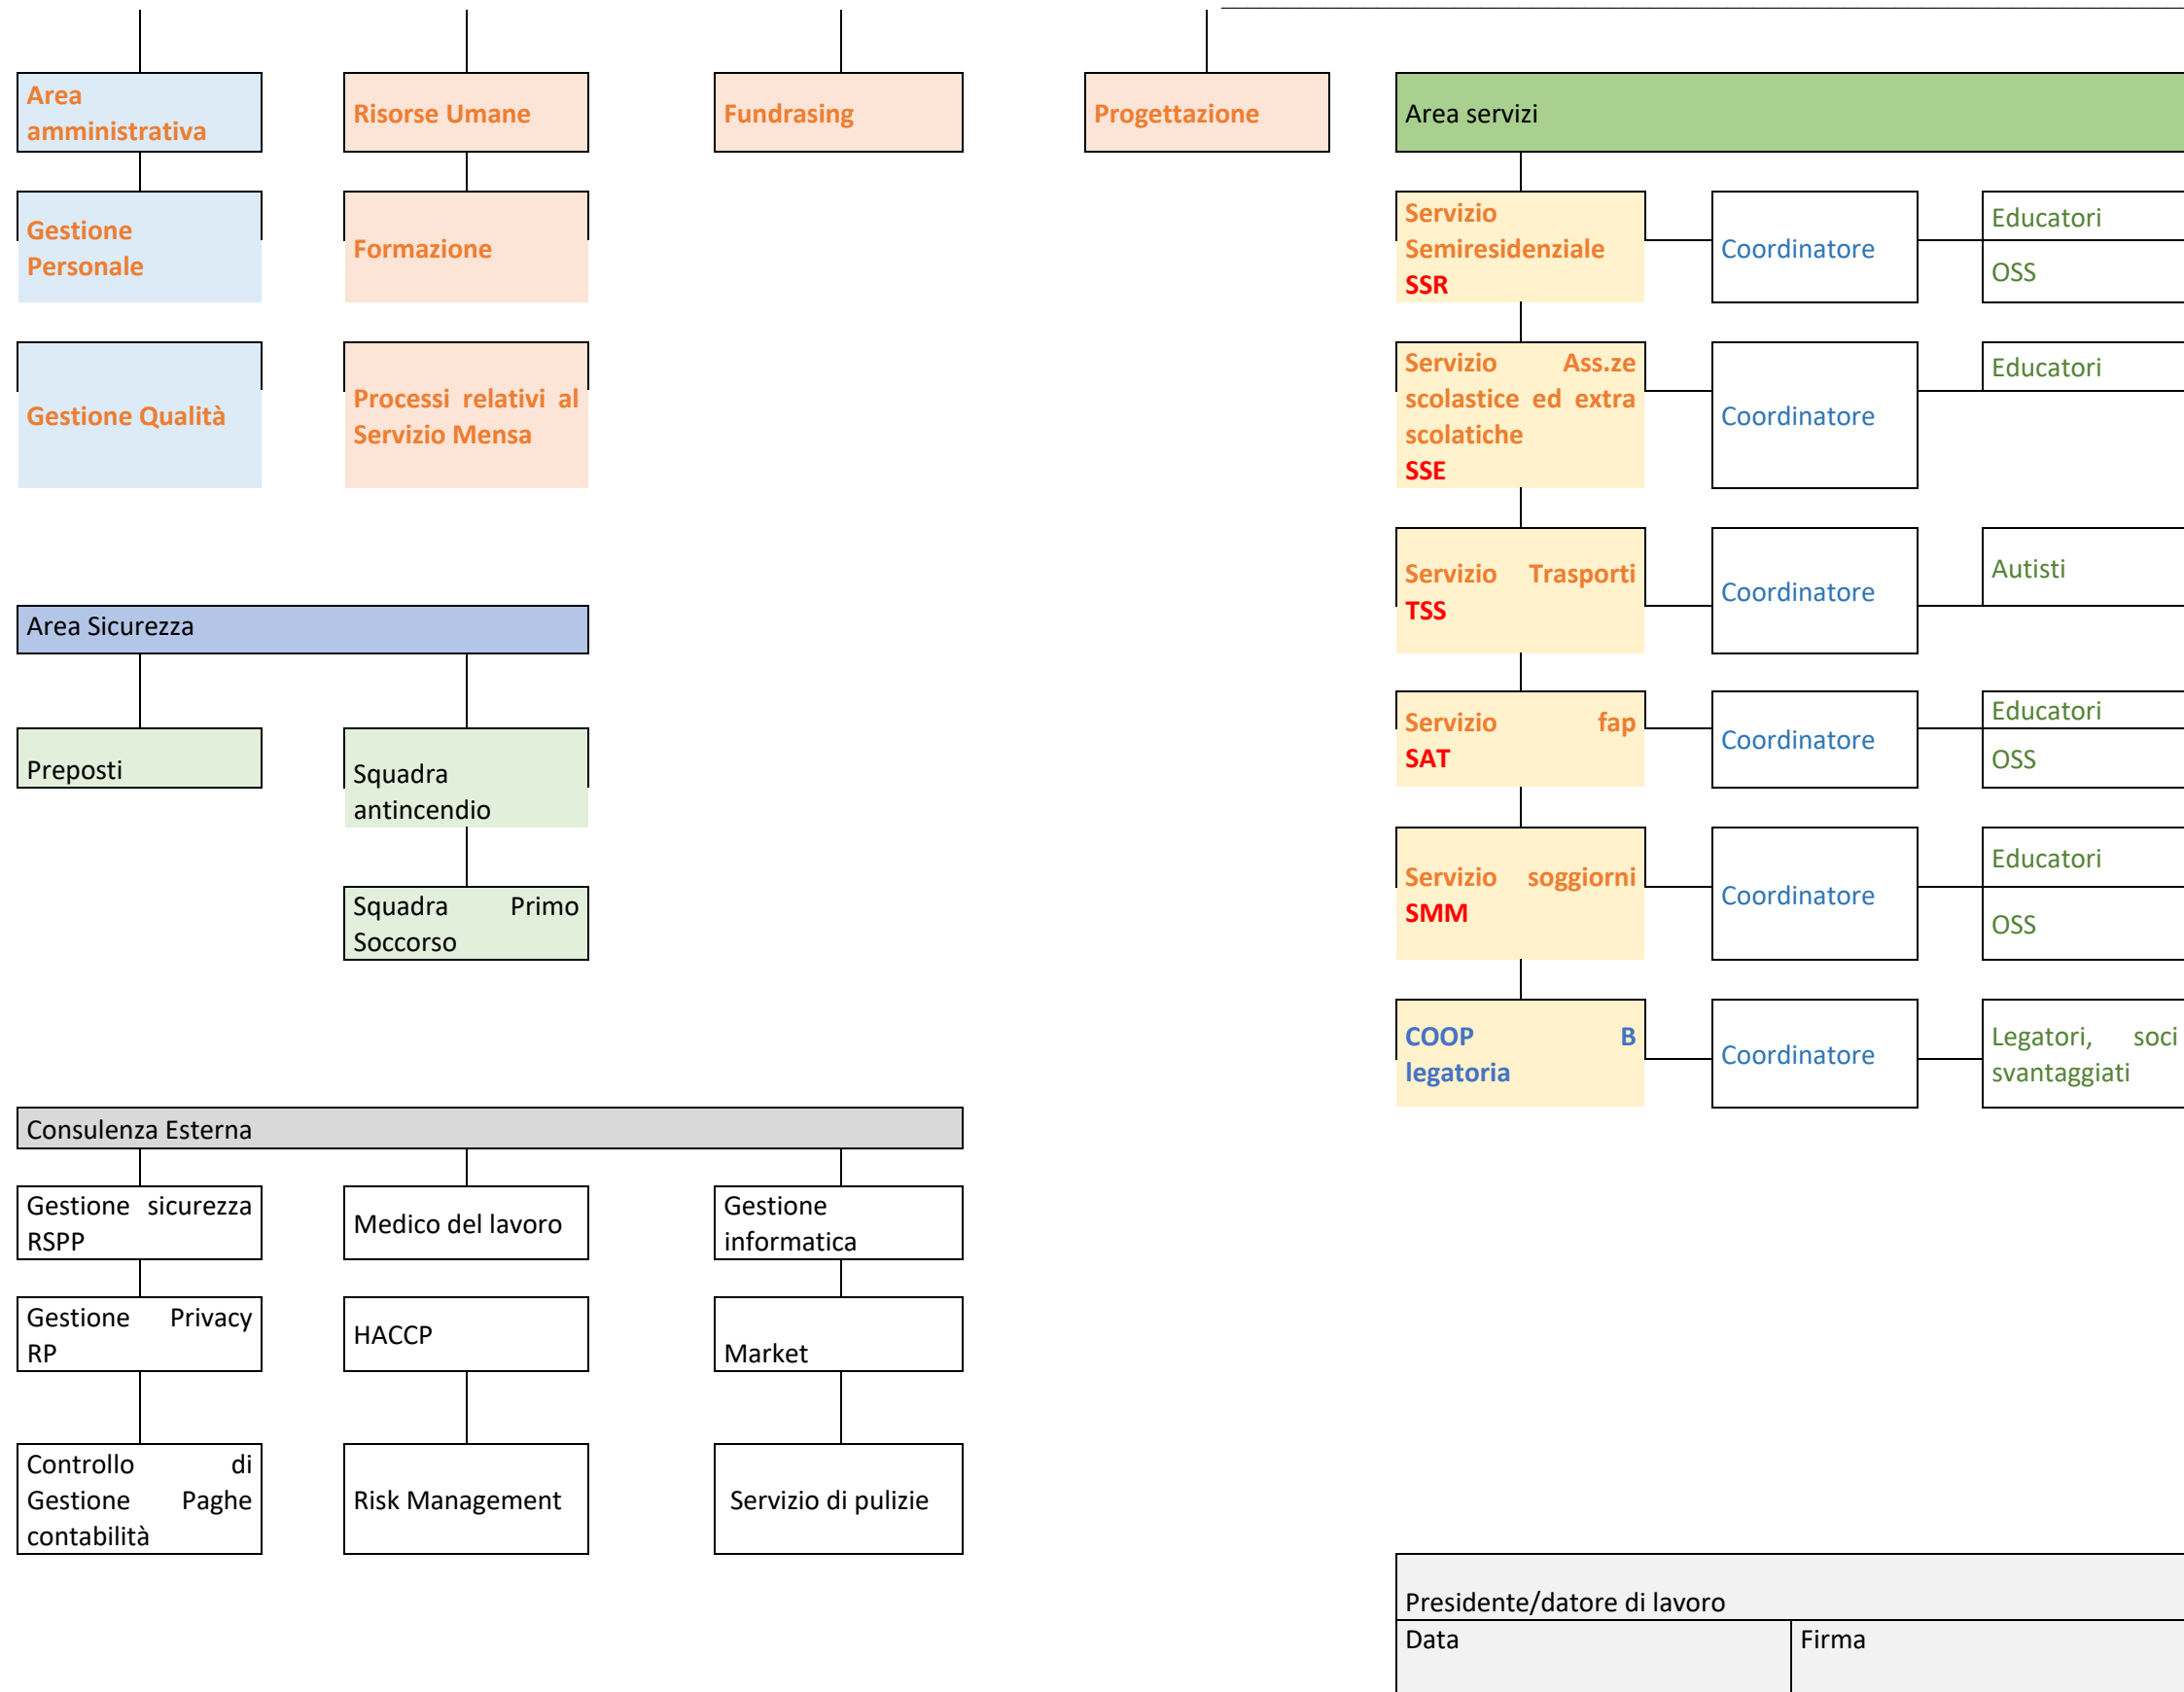 Area
amministrativa
Risorse Umane
Fundrasing
Progettazione
Area servizi
Gestione
Personale
Formazione
Servizio
Semiresidenziale
SSR
Coordinatore
Educatori
OSS
Gestione Qualità
Processi relativi al
Servizio Mensa
Servizio Ass.ze
scolastice ed extra
scolatiche
SSE
Coordinatore
Educatori
Servizio Trasporti
TSS
Coordinatore
Autisti
Area Sicurezza
Preposti
Squadra
antincendio
Servizio fap
SAT
Coordinatore
Educatori
OSS
Squadra Primo
Soccorso
Servizio soggiorni
SMM
Coordinatore
Educatori
OSS
COOP B
legatoria
Coordinatore
Legatori, soci
svantaggiati
Consulenza Esterna
Gestione sicurezza
RSPP
Medico del lavoro
Gestione
informatica
Gestione Privacy
RP
HACCP
Market
Controllo di
Gestione Paghe
contabilità
Risk Management
Servizio di pulizie
Presidente/datore di lavoro
Data
Firma